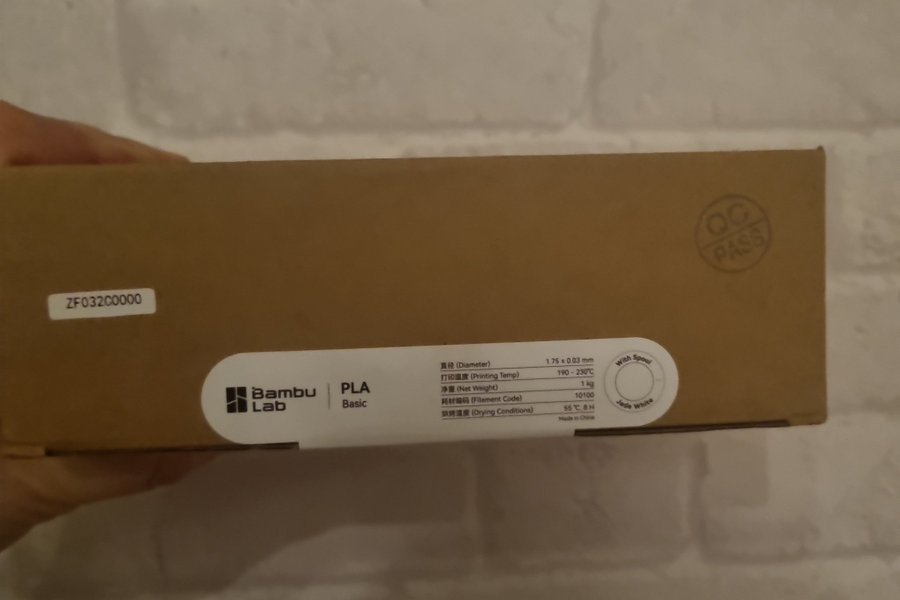 QC
PASS
ZF03200000
Bambu
Lab
PLA
Basic
直径 (Diameter) 1.75 ± 0.03 mm
打印温度 (Printing Temp) 190 - 230℃
净重 (Net Weight) 1 kg
耗材编码 (Filament Code) 10100
烘烤温度 (Drying Conditions) 55 ℃, 8 H
Made in China
With Spool
Jade White